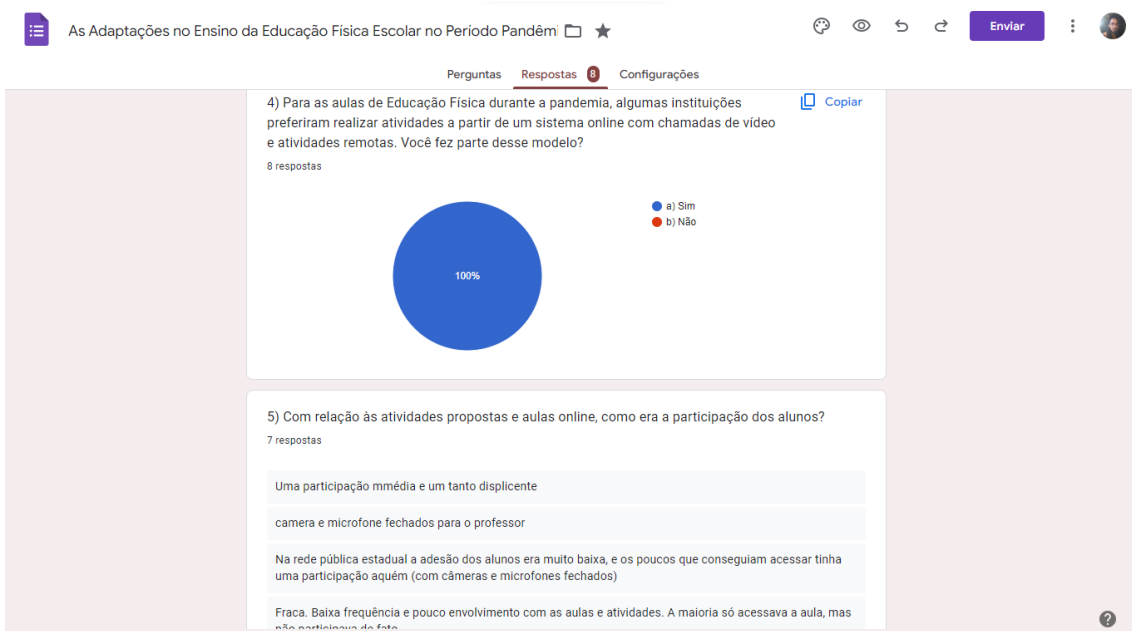 As Adaptações no Ensino da Educação Física Escolar no Período Pandêmi
Enviar
Perguntas Respostas 8 Configurações
4) Para as aulas de Educação Física durante a pandemia, algumas instituições
preferiram realizar atividades a partir de um sistema online com chamadas de vídeo
e atividades remotas. Você fez parte desse modelo?
Copiar
8 respostas
a) Sim
b) Não
100%
5) Com relação às atividades propostas e aulas online, como era a participação dos alunos?
7 respostas
Uma participação mmédia e um tanto displicente
camera e microfone fechados para o professor
Na rede pública estadual a adesão dos alunos era muito baixa, e os poucos que conseguiam acessar tinha
uma participação aquém (com câmeras e microfones fechados)
Fraca. Baixa frequência e pouco envolvimento com as aulas e atividades. A maioria só acessava a aula, mas
não participava de fato